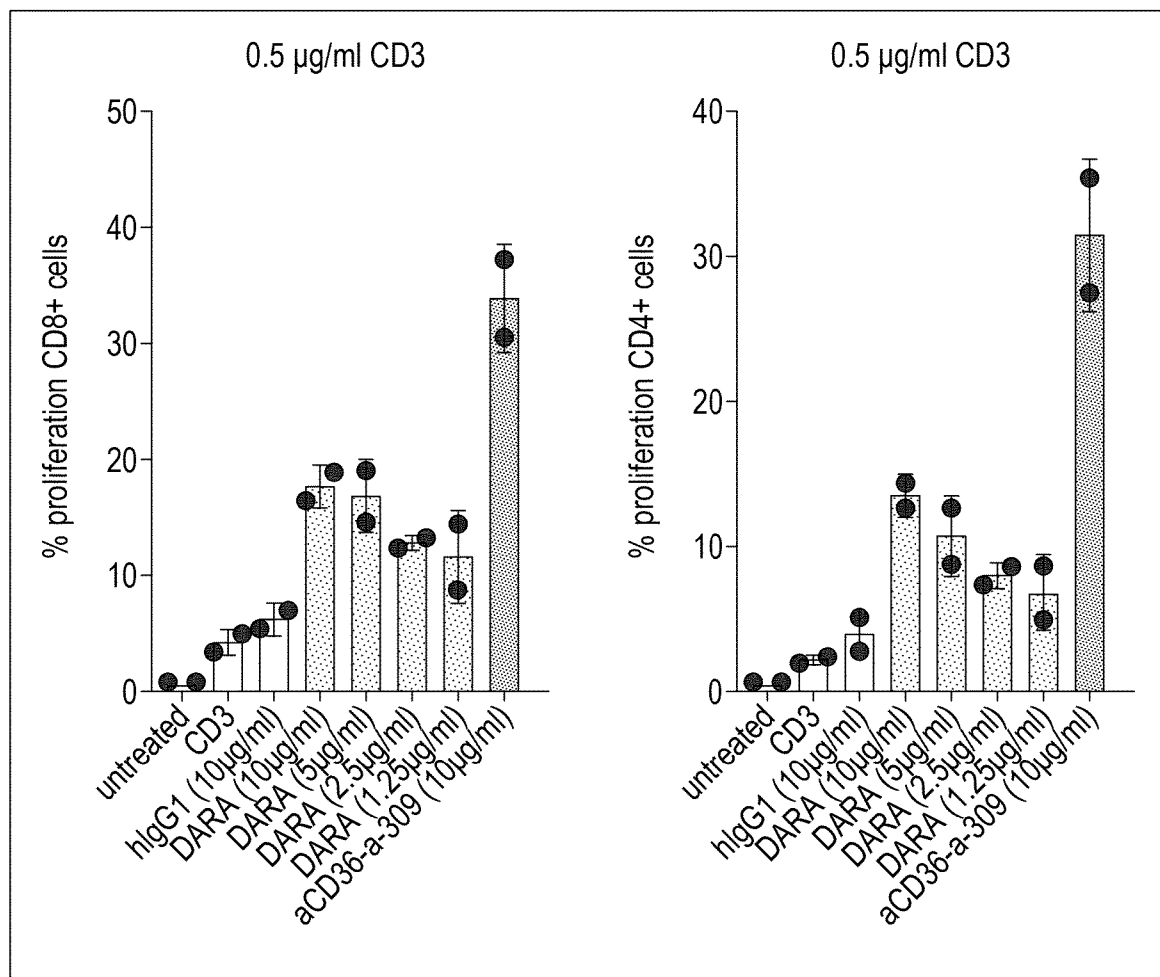 0.5 µg/ml CD3
50
40
30
20
10
0
% proliferation CD8+ cells
untreated
CD3
hIgG1 (10µg/ml)
DARA (10µg/ml)
DARA (5µg/ml)
DARA (2.5µg/ml)
DARA (1.25µg/ml)
aCD36-a-309 (10µg/ml)
0.5 µg/ml CD3
40
30
20
10
0
% proliferation CD4+ cells
untreated
CD3
hIgG1 (10µg/ml)
DARA (10µg/ml)
DARA (5µg/ml)
DARA (2.5µg/ml)
DARA (1.25µg/ml)
aCD36-a-309 (10µg/ml)